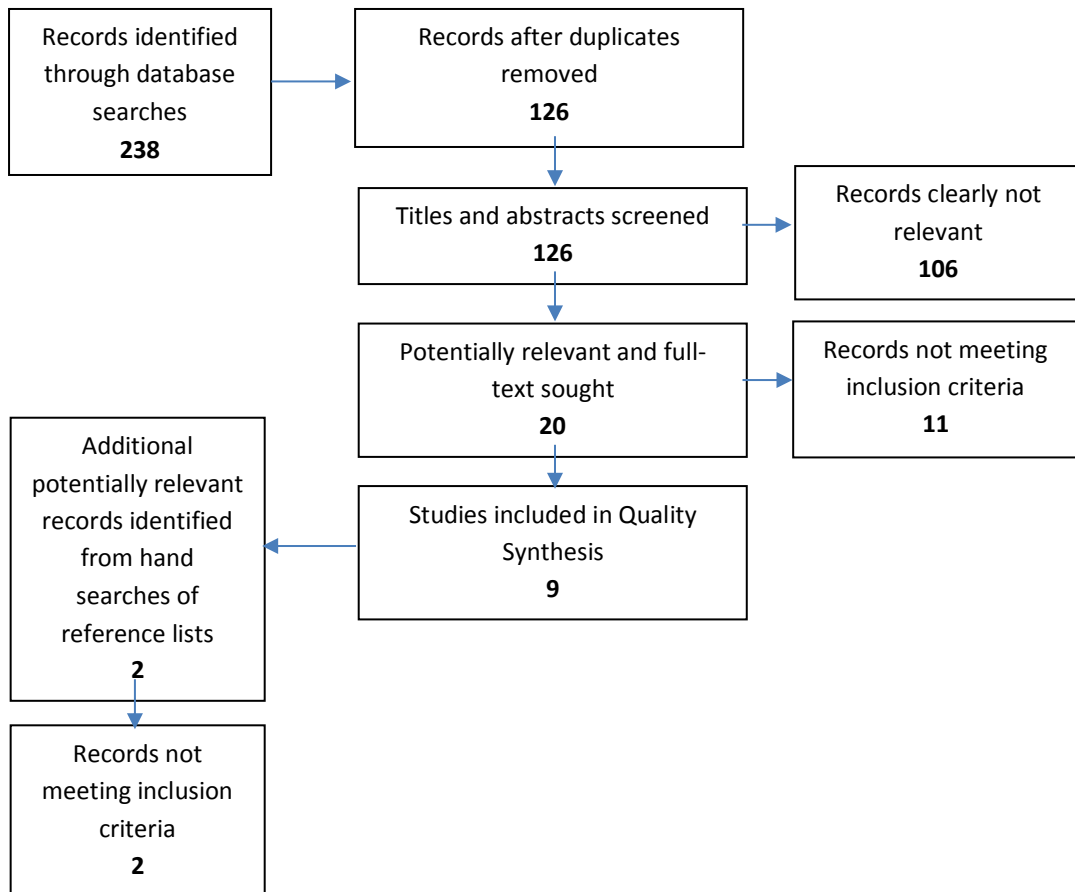 Records identified
through database
searches
238
Records after duplicates
removed
126
Titles and abstracts screened
126
Records clearly not
relevant
106
Potentially relevant and full-
text sought
20
Records not meeting
inclusion criteria
11
Studies included in Quality
Synthesis
9
Additional
potentially relevant
records identified
from hand
searches of
reference lists
2
Records not
meeting inclusion
criteria
2